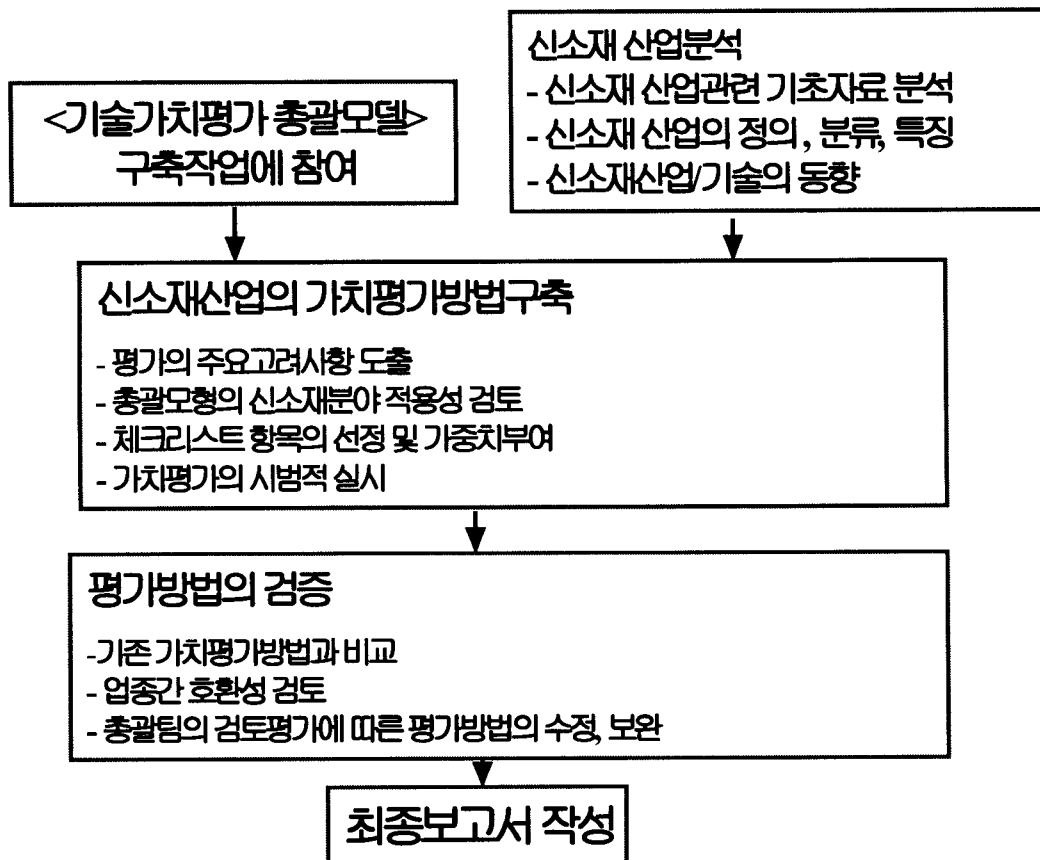 <기술가치평가 총괄모델>
구축작업에 참여
신소재 산업분석
- 신소재 산업관련 기초자료 분석
- 신소재 산업의 정의, 분류, 특징
- 신소재산업/기술의 동향
신소재산업의 가치평가방법구축
- 평가의 주요고려사항 도출
- 총괄모형의 신소재분야 적용성 검토
- 체크리스트 항목의 선정 및 가중치부여
- 가치평가의 시범적 실시
평가방법의 검증
-기존 가치평가방법과 비교
- 업종간 호환성 검토
- 총괄팀의 검토평가에 따른 평가방법의 수정, 보완
최종보고서 작성